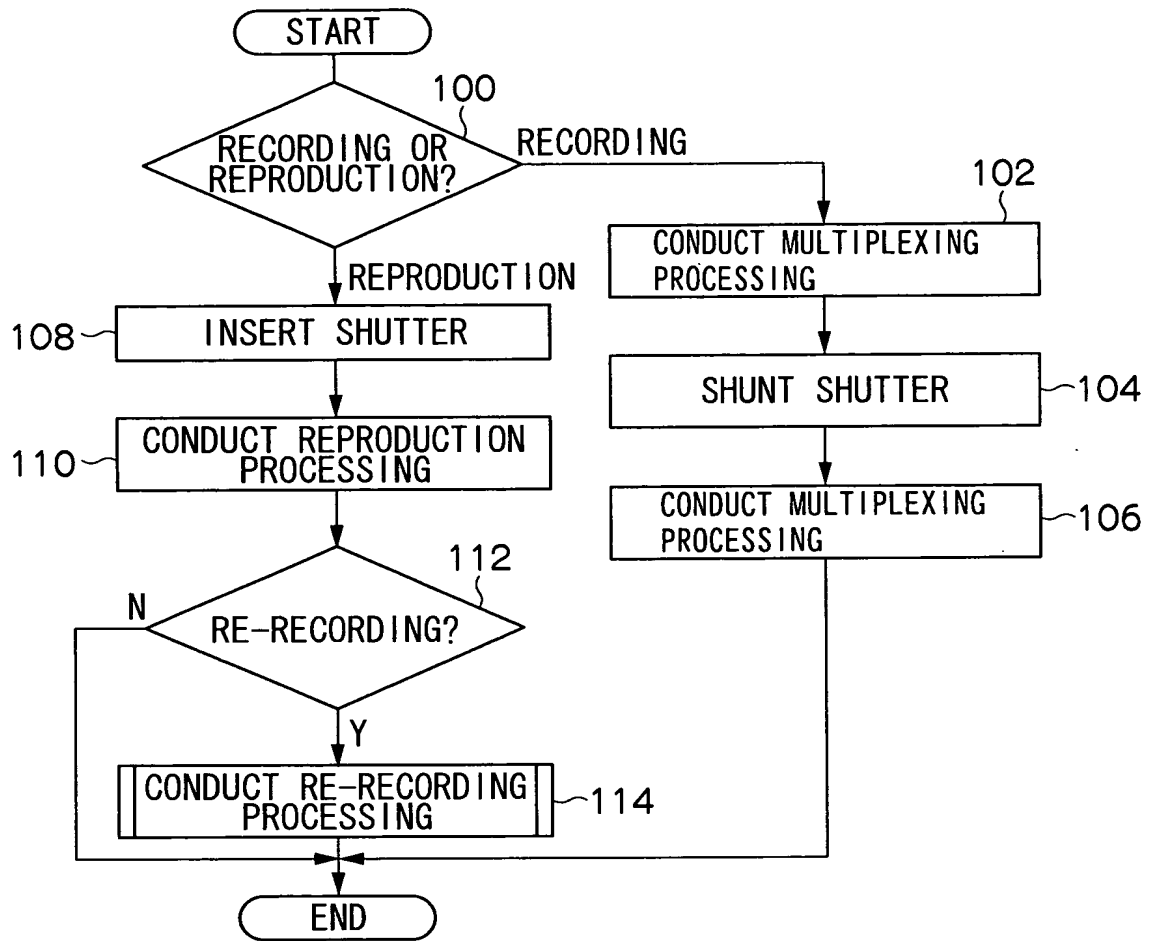 START
100
RECORDING OR
REPRODUCTION?
RECORDING
102
CONDUCT MULTIPLEXING
PROCESSING
REPRODUCTION
108
INSERT SHUTTER
SHUNT SHUTTER
104
110
CONDUCT REPRODUCTION
PROCESSING
CONDUCT MULTIPLEXING
PROCESSING
106
112
N
RE-RECORDING?
Y
CONDUCT RE-RECORDING
PROCESSING
114
END